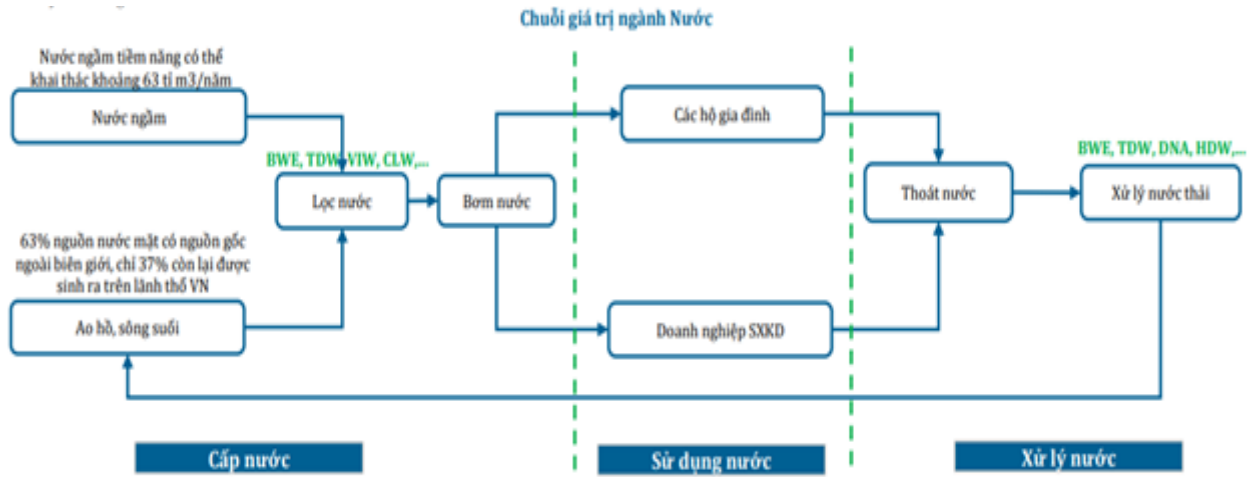 Chuỗi giá trị ngành Nước
Nước ngầm tiềm năng có thể
khai thác khoảng 63 tỉ m3/năm
Nước ngầm
BWE, TDW, VIW, CLW,...
Lọc nước
Bơm nước
63% nguồn nước mặt có nguồn gốc
ngoài biên giới, chỉ 37% còn lại được
sinh ra trên lãnh thổ VN
Ao hồ, sông suối
Các hộ gia đình
Doanh nghiệp SXKD
Thoát nước
BWE, TDW, DNA, HDW,...
Xử lý nước thải
Cấp nước
Sử dụng nước
Xử lý nước